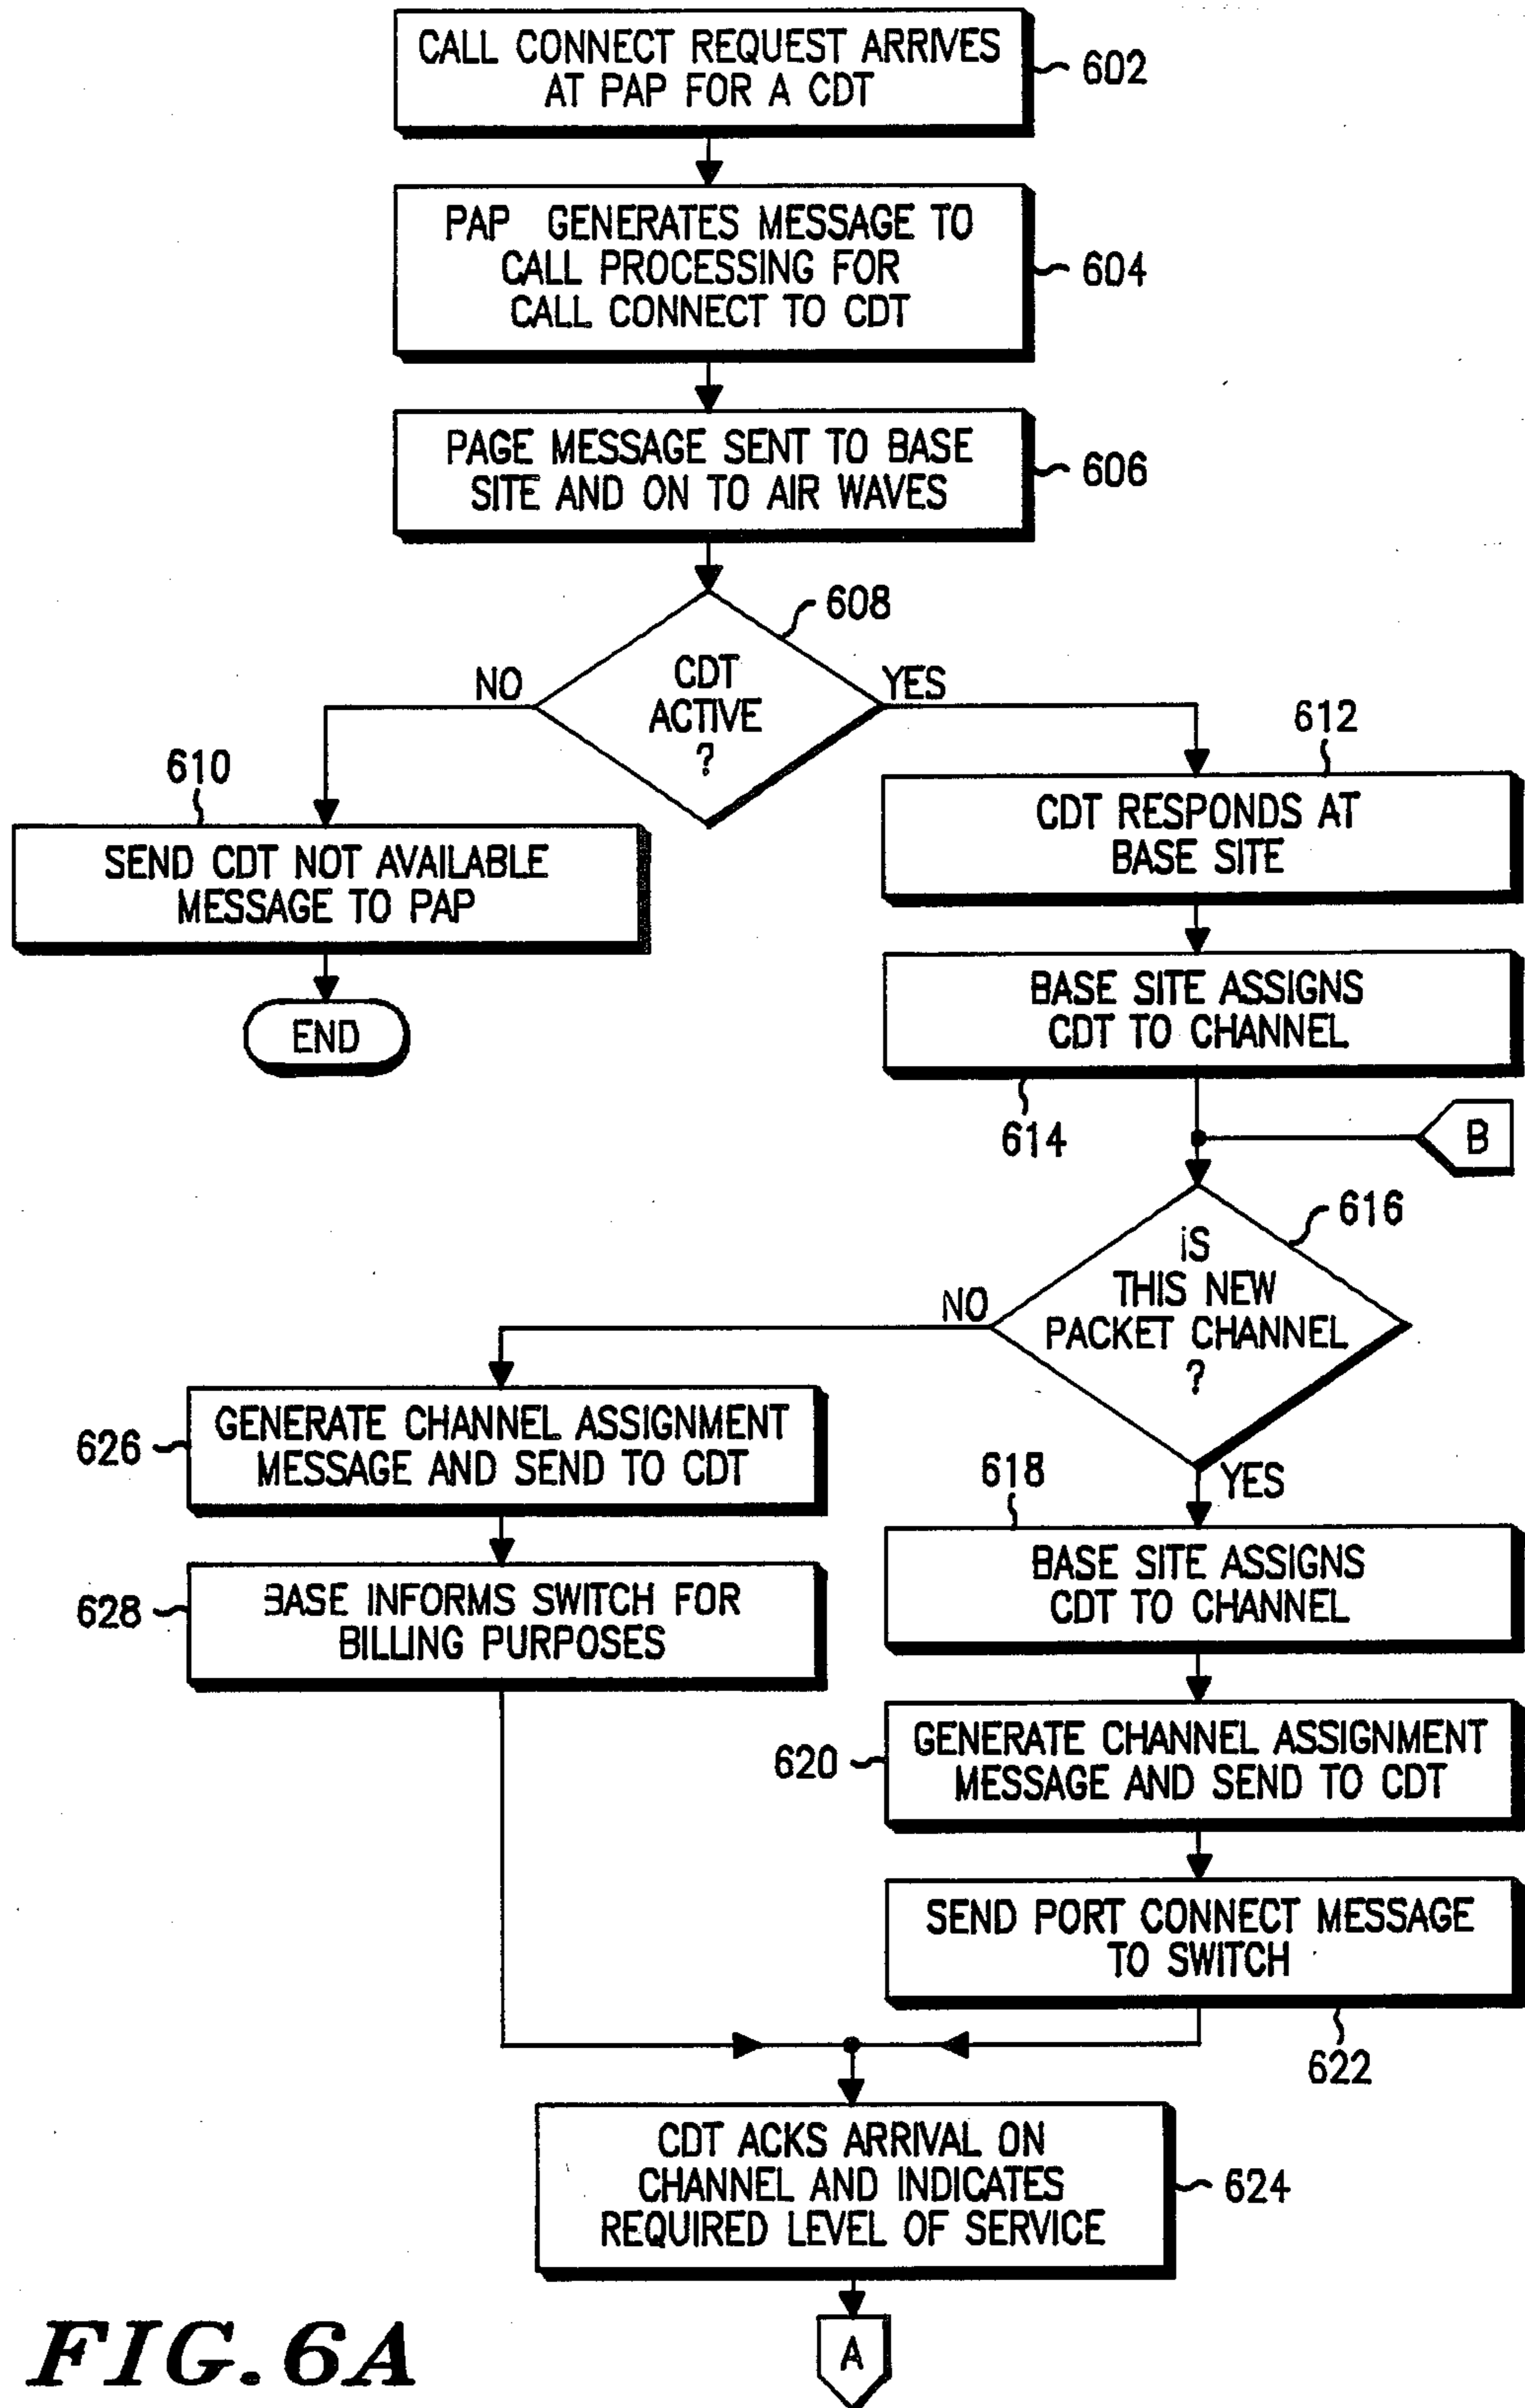 CALL CONNECT REQUEST ARRIVES
AT PAP FOR A CDT
602
PAP GENERATES MESSAGE TO
CALL PROCESSING FOR
CALL CONNECT TO CDT
604
PAGE MESSAGE SENT TO BASE
SITE AND ON TO AIR WAVES
606
608
CDT
ACTIVE
?
NO
YES
610
SEND CDT NOT AVAILABLE
MESSAGE TO PAP
END
612
CDT RESPONDS AT
BASE SITE
BASE SITE ASSIGNS
CDT TO CHANNEL
614
B
616
iS
THIS NEW
PACKET CHANNEL
?
NO
YES
626
GENERATE CHANNEL ASSIGNMENT
MESSAGE AND SEND TO CDT
628
BASE INFORMS SWITCH FOR
BILLING PURPOSES
618
BASE SITE ASSIGNS
CDT TO CHANNEL
620
GENERATE CHANNEL ASSIGNMENT
MESSAGE AND SEND TO CDT
SEND PORT CONNECT MESSAGE
TO SWITCH
622
CDT ACKS ARRIVAL ON
CHANNEL AND INDICATES
REQUIRED LEVEL OF SERVICE
624
A
FIG.6A